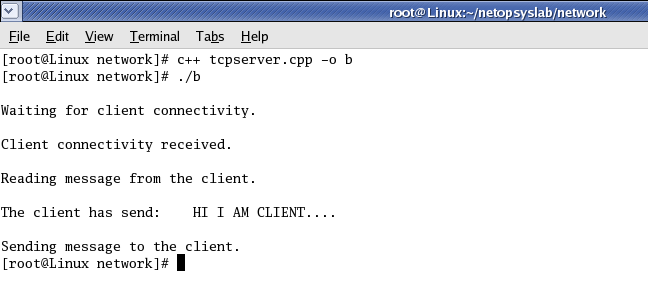 root@Linux:~/netopsyslab/network
File Edit View Terminal Tabs Help
[root@Linux network]# c++ tcpserver.cpp -o b
[root@Linux network]# ./b
Waiting for client connectivity.
Client connectivity received.
Reading message from the client.
The client has send:    HI I AM CLIENT....
Sending message to the client.
[root@Linux network]#